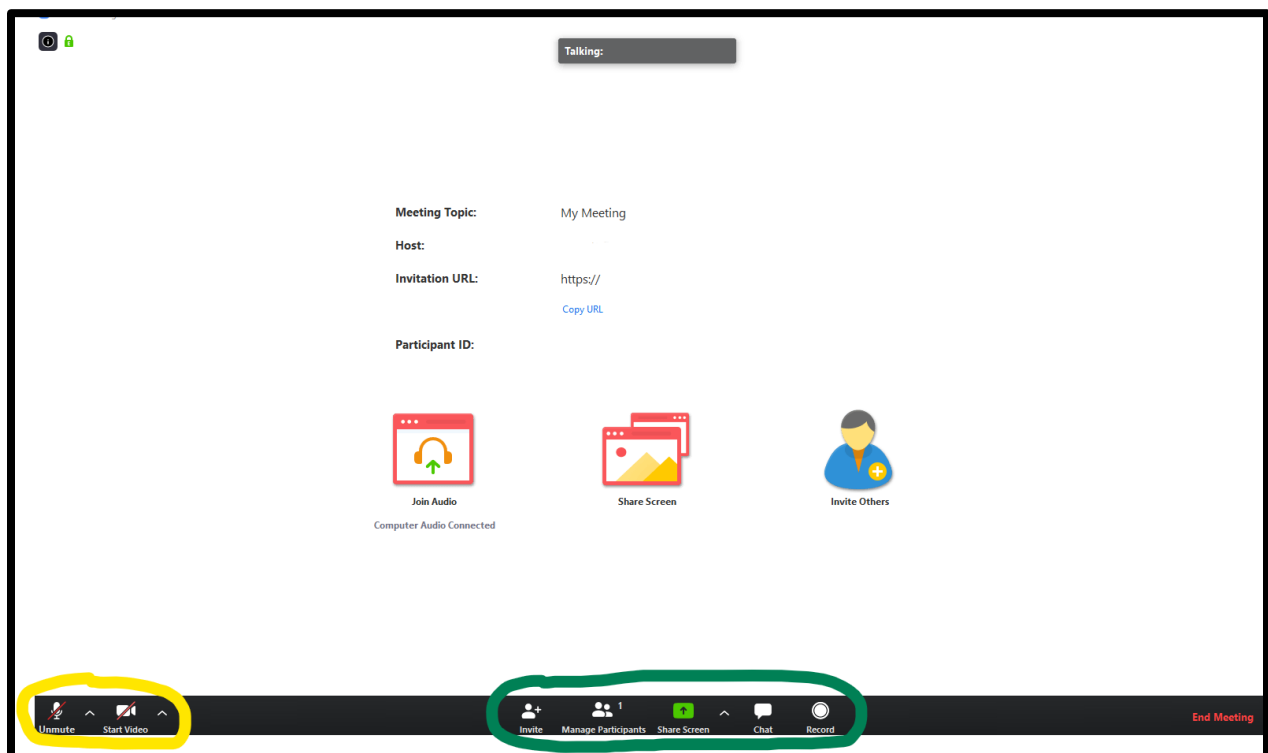 Talking:
Meeting Topic: My Meeting
Host:
Invitation URL: https://
Copy URL
Participant ID:
Join Audio Share Screen Invite Others
Computer Audio Connected
1
Unmute Start Video Invite Manage Participants Share Screen Chat Record End Meeting